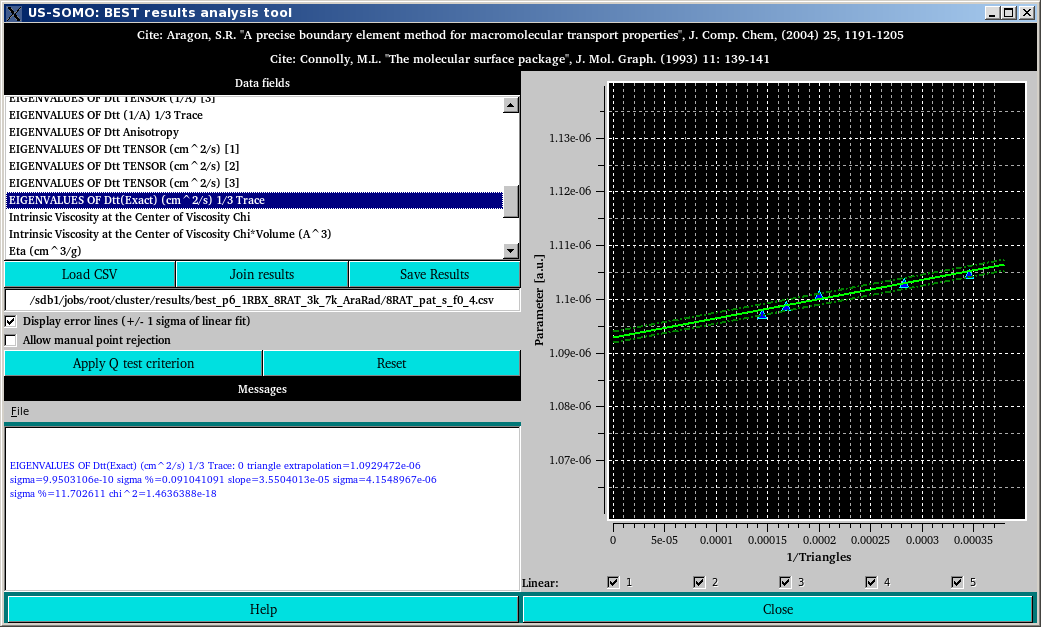 US-SOMO: BEST results analysis tool
Cite: Aragon, S.R. "A precise boundary element method for macromolecular transport properties", J. Comp. Chem, (2004) 25, 1191-1205
Cite: Connolly, M.L. "The molecular surface package", J. Mol. Graph. (1993) 11: 139-141
Data fields
EIGENVALUES OF Dtt TENSOR (1/A) [3]
EIGENVALUES OF Dtt (1/A) 1/3 Trace
EIGENVALUES OF Dtt Anisotropy
EIGENVALUES OF Dtt TENSOR (cm^2/s) [1]
EIGENVALUES OF Dtt TENSOR (cm^2/s) [2]
EIGENVALUES OF Dtt TENSOR (cm^2/s) [3]
EIGENVALUES OF Dtt(Exact) (cm^2/s) 1/3 Trace
Intrinsic Viscosity at the Center of Viscosity Chi
Intrinsic Viscosity at the Center of Viscosity Chi*Volume (A^3)
Eta (cm^3/g)
Load CSV
Join results
Save Results
/sdb1/jobs/root/cluster/results/best_p6_1RBX_8RAT_3k_7k_AraRad/8RAT_pat_s_f0_4.csv
Display error lines (+/- 1 sigma of linear fit)
Allow manual point rejection
Apply Q test criterion
Reset
Messages
File
EIGENVALUES OF Dtt(Exact) (cm^2/s) 1/3 Trace: 0 triangle extrapolation=1.0929472e-06
sigma=9.9503106e-10 sigma %=0.091041091 slope=3.5504013e-05 sigma=4.1548967e-06
sigma %=11.702611 chi^2=1.4636388e-18
Parameter [a.u.]
1.13e-06
1.12e-06
1.11e-06
1.1e-06
1.09e-06
1.08e-06
1.07e-06
0
5e-05
0.0001
0.00015
0.0002
0.00025
0.0003
0.00035
1/Triangles
Linear:
1
2
3
4
5
Help
Close